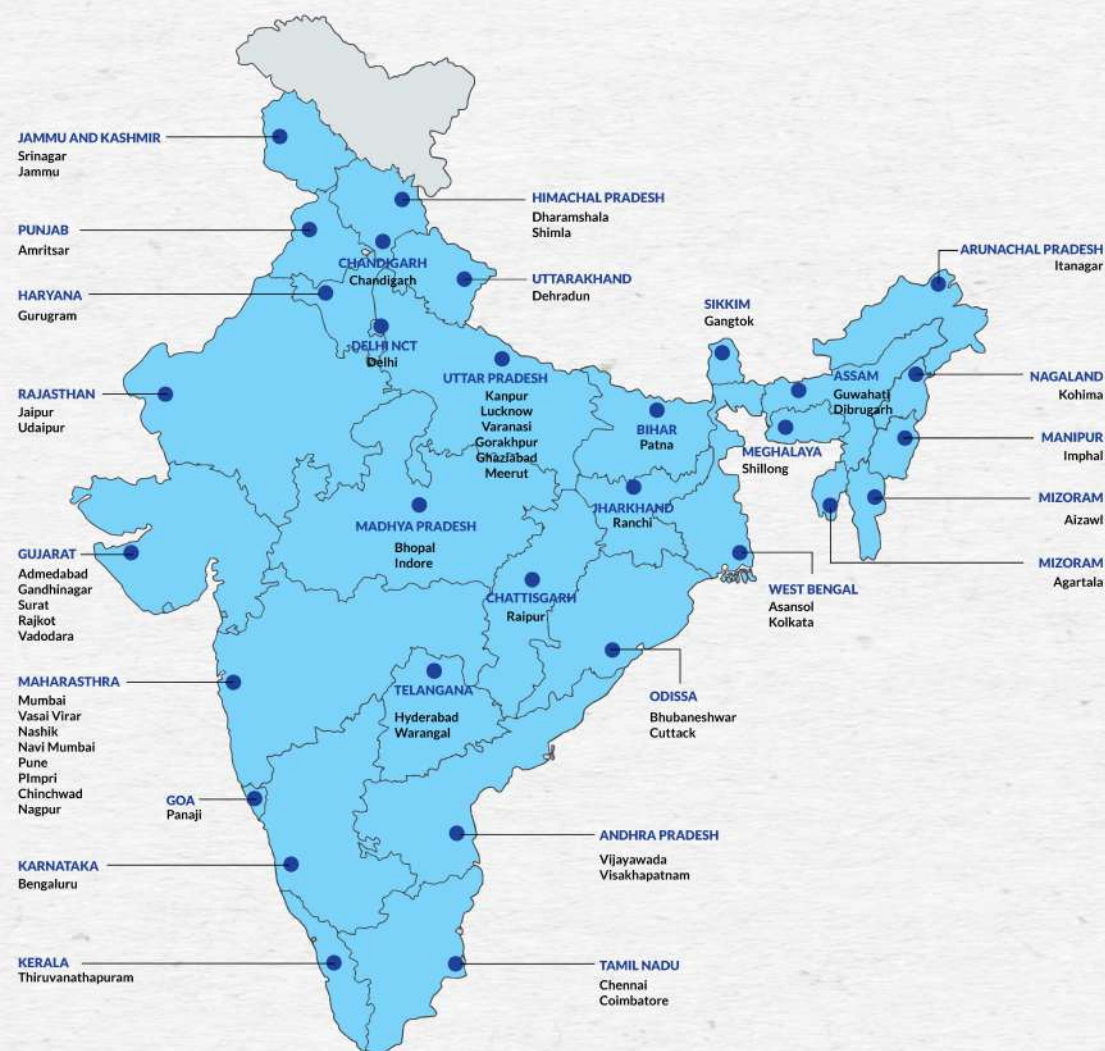 JAMMU AND KASHMIR
Srinagar
Jammu
HIMACHAL PRADESH
Dharamshala
Shimla
PUNJAB
Amritsar
CHANDIGARH
Chandigarh
UTTARAKHAND
Dehradun
HARYANA
Gurugram
DELHI NCT
Delhi
ARUNACHAL PRADESH
Itanagar
SIKKIM
Gangtok
RAJASTHAN
Jaipur
Udaipur
UTTAR PRADESH
Kanpur
Lucknow
Varanasi
Gorakhpur
Ghaziabad
Meerut
BIHAR
Patna
ASSAM
Guwahati
Dibrugarh
NAGALAND
Kohima
MEGHALAYA
Shillong
MANIPUR
Imphal
MIZORAM
Aizawl
MIZORAM
Agartala
JHARKHAND
Ranchi
MADHYA PRADESH
Bhopal
Indore
GUJARAT
Admedabad
Gandhinagar
Surat
Rajkot
Vadodara
CHATTISGARH
Raipur
WEST BENGAL
Asansol
Kolkata
MAHARASTHRA
Mumbai
Vasai Virar
Nashik
Navi Mumbai
Pune
PImpri
Chinchwad
Nagpur
TELANGANA
Hyderabad
Warangal
ODISSA
Bhubaneshwar
Cuttack
GOA
Panaji
ANDHRA PRADESH
Vijayawada
Visakhapatnam
KARNATAKA
Bengaluru
KERALA
Thiruvanathapuram
TAMIL NADU
Chennai
Coimbatore